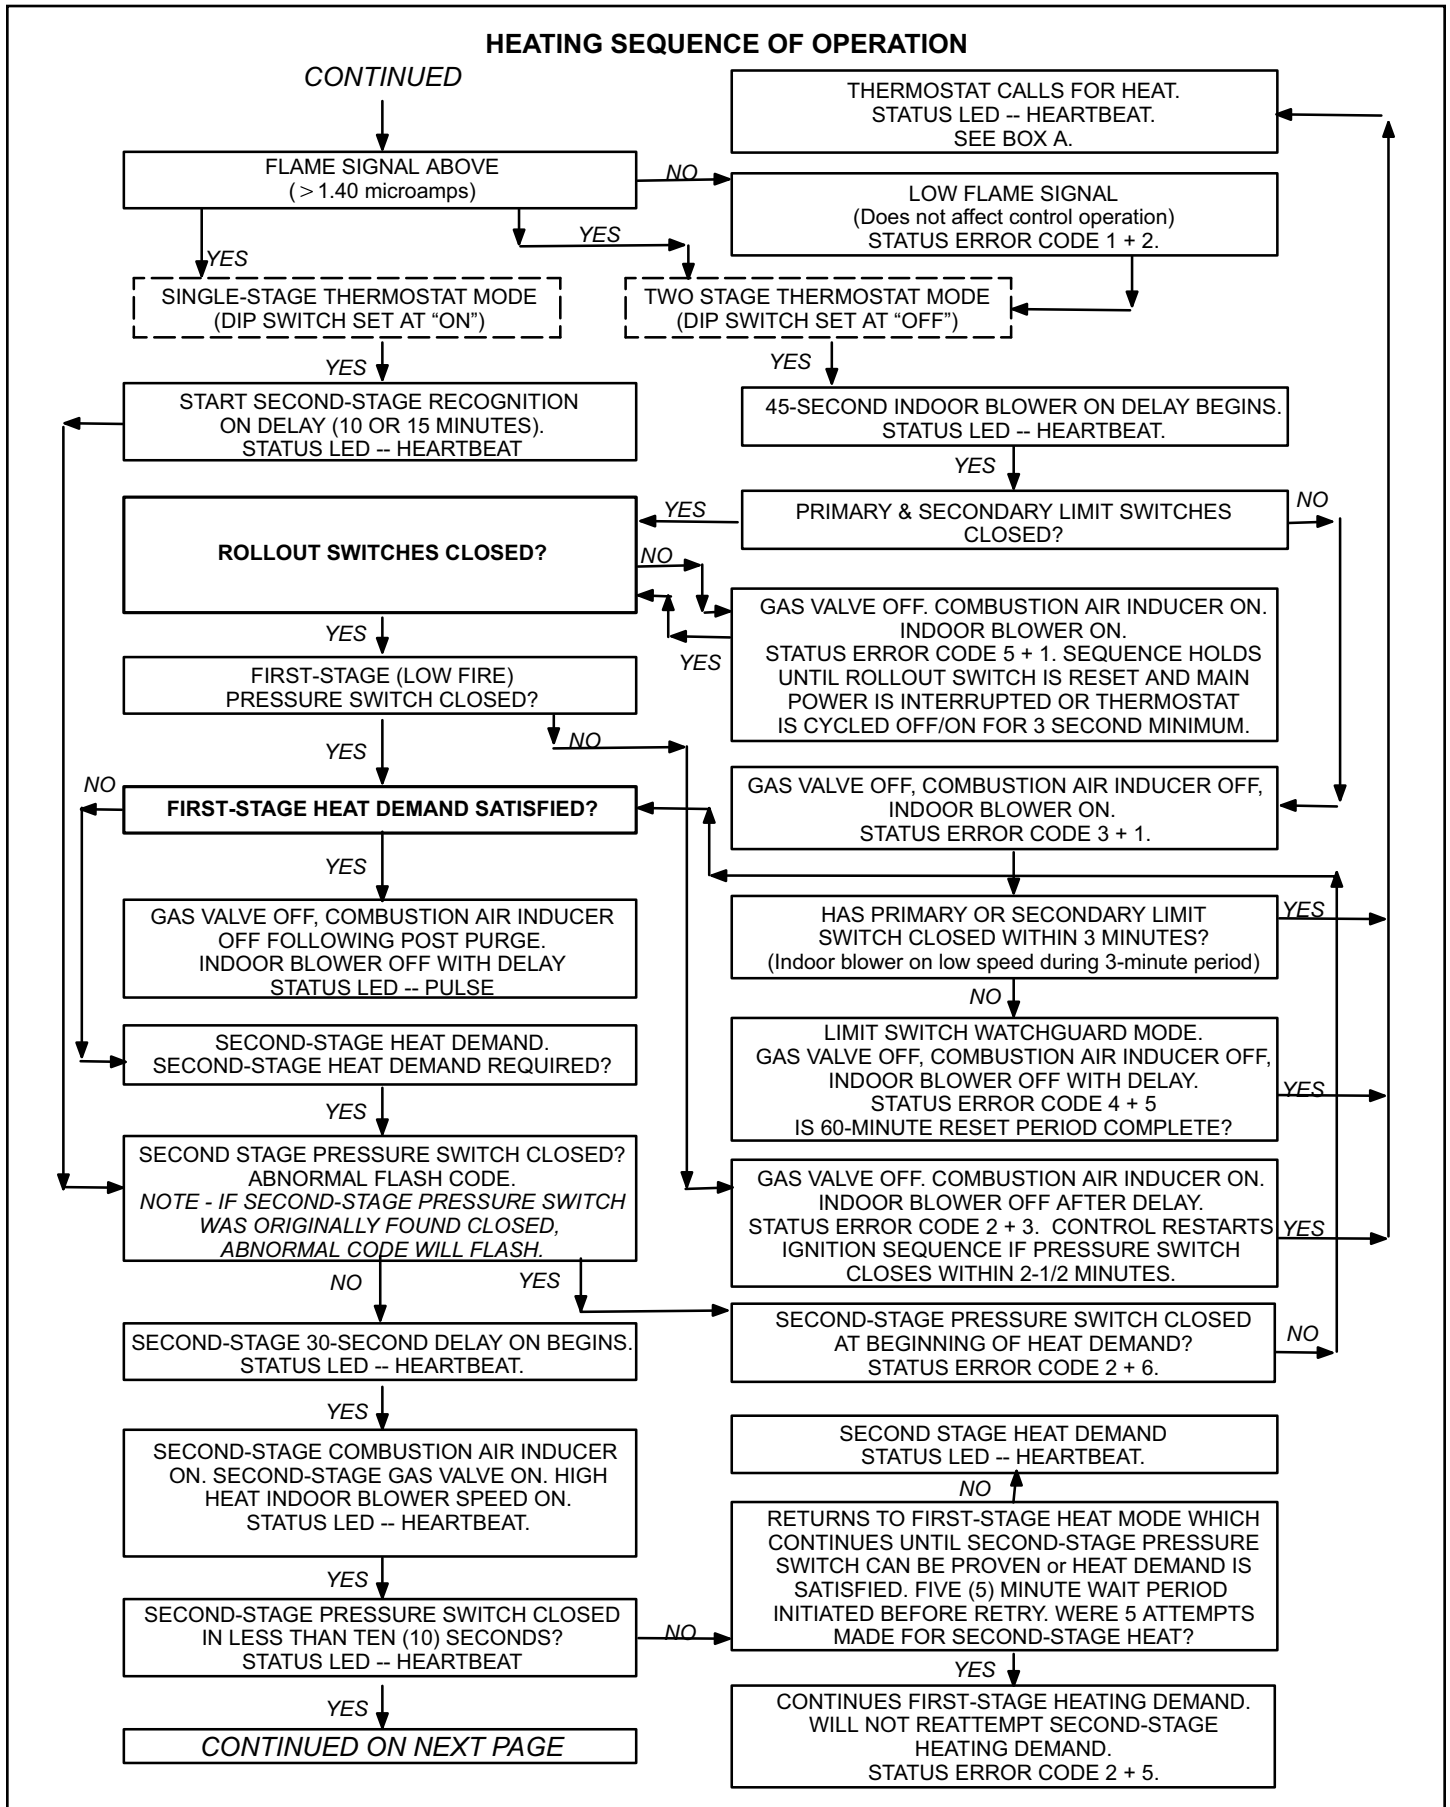 HEATING SEQUENCE OF OPERATION
CONTINUED
THERMOSTAT CALLS FOR HEAT.
STATUS LED -- HEARTBEAT.
SEE BOX A.
FLAME SIGNAL ABOVE
(>1.40 microamps)
NO
LOW FLAME SIGNAL
(Does not affect control operation)
STATUS ERROR CODE 1 + 2.
YES
YES
SINGLE-STAGE THERMOSTAT MODE
(DIP SWITCH SET AT “ON”)
TWO STAGE THERMOSTAT MODE
(DIP SWITCH SET AT “OFF”)
YES
YES
START SECOND-STAGE RECOGNITION
ON DELAY (10 OR 15 MINUTES).
STATUS LED -- HEARTBEAT
45-SECOND INDOOR BLOWER ON DELAY BEGINS.
STATUS LED -- HEARTBEAT.
YES
PRIMARY & SECONDARY LIMIT SWITCHES
CLOSED?
NO
YES
ROLLOUT SWITCHES CLOSED?
NO
YES
GAS VALVE OFF. COMBUSTION AIR INDUCER ON.
INDOOR BLOWER ON.
STATUS ERROR CODE 5 + 1. SEQUENCE HOLDS
UNTIL ROLLOUT SWITCH IS RESET AND MAIN
POWER IS INTERRUPTED OR THERMOSTAT
IS CYCLED OFF/ON FOR 3 SECOND MINIMUM.
YES
FIRST-STAGE (LOW FIRE)
PRESSURE SWITCH CLOSED?
NO
YES
NO
FIRST-STAGE HEAT DEMAND SATISFIED?
GAS VALVE OFF, COMBUSTION AIR INDUCER OFF,
INDOOR BLOWER ON.
STATUS ERROR CODE 3 + 1.
YES
GAS VALVE OFF, COMBUSTION AIR INDUCER
OFF FOLLOWING POST PURGE.
INDOOR BLOWER OFF WITH DELAY
STATUS LED -- PULSE
HAS PRIMARY OR SECONDARY LIMIT
SWITCH CLOSED WITHIN 3 MINUTES?
(Indoor blower on low speed during 3-minute period)
YES
NO
SECOND-STAGE HEAT DEMAND.
SECOND-STAGE HEAT DEMAND REQUIRED?
LIMIT SWITCH WATCHGUARD MODE.
GAS VALVE OFF, COMBUSTION AIR INDUCER OFF,
INDOOR BLOWER OFF WITH DELAY.
STATUS ERROR CODE 4 + 5
IS 60-MINUTE RESET PERIOD COMPLETE?
YES
YES
SECOND STAGE PRESSURE SWITCH CLOSED?
ABNORMAL FLASH CODE.
NOTE - IF SECOND-STAGE PRESSURE SWITCH
WAS ORIGINALLY FOUND CLOSED,
ABNORMAL CODE WILL FLASH.
GAS VALVE OFF. COMBUSTION AIR INDUCER ON.
INDOOR BLOWER OFF AFTER DELAY.
STATUS ERROR CODE 2 + 3. CONTROL RESTARTS
IGNITION SEQUENCE IF PRESSURE SWITCH
CLOSES WITHIN 2-1/2 MINUTES.
YES
NO
YES
SECOND-STAGE PRESSURE SWITCH CLOSED
AT BEGINNING OF HEAT DEMAND?
STATUS ERROR CODE 2 + 6.
NO
SECOND-STAGE 30-SECOND DELAY ON BEGINS.
STATUS LED -- HEARTBEAT.
YES
SECOND-STAGE COMBUSTION AIR INDUCER
ON. SECOND-STAGE GAS VALVE ON. HIGH
HEAT INDOOR BLOWER SPEED ON.
STATUS LED -- HEARTBEAT.
SECOND STAGE HEAT DEMAND
STATUS LED -- HEARTBEAT.
NO
RETURNS TO FIRST-STAGE HEAT MODE WHICH
CONTINUES UNTIL SECOND-STAGE PRESSURE
SWITCH CAN BE PROVEN or HEAT DEMAND IS
SATISFIED. FIVE (5) MINUTE WAIT PERIOD
INITIATED BEFORE RETRY. WERE 5 ATTEMPTS
MADE FOR SECOND-STAGE HEAT?
YES
SECOND-STAGE PRESSURE SWITCH CLOSED
IN LESS THAN TEN (10) SECONDS?
STATUS LED -- HEARTBEAT
NO
YES
YES
CONTINUED ON NEXT PAGE
CONTINUES FIRST-STAGE HEATING DEMAND.
WILL NOT REATTEMPT SECOND-STAGE
HEATING DEMAND.
STATUS ERROR CODE 2 + 5.